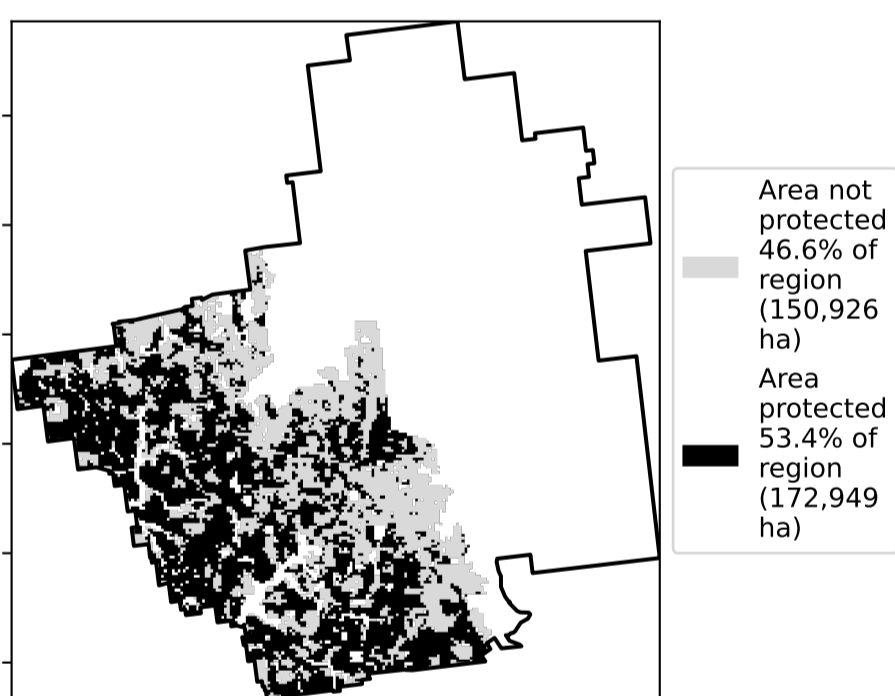 Area not
protected
46.6% of
region
(150,926
ha)
Area
protected
53.4% of
region
(172,949
ha)